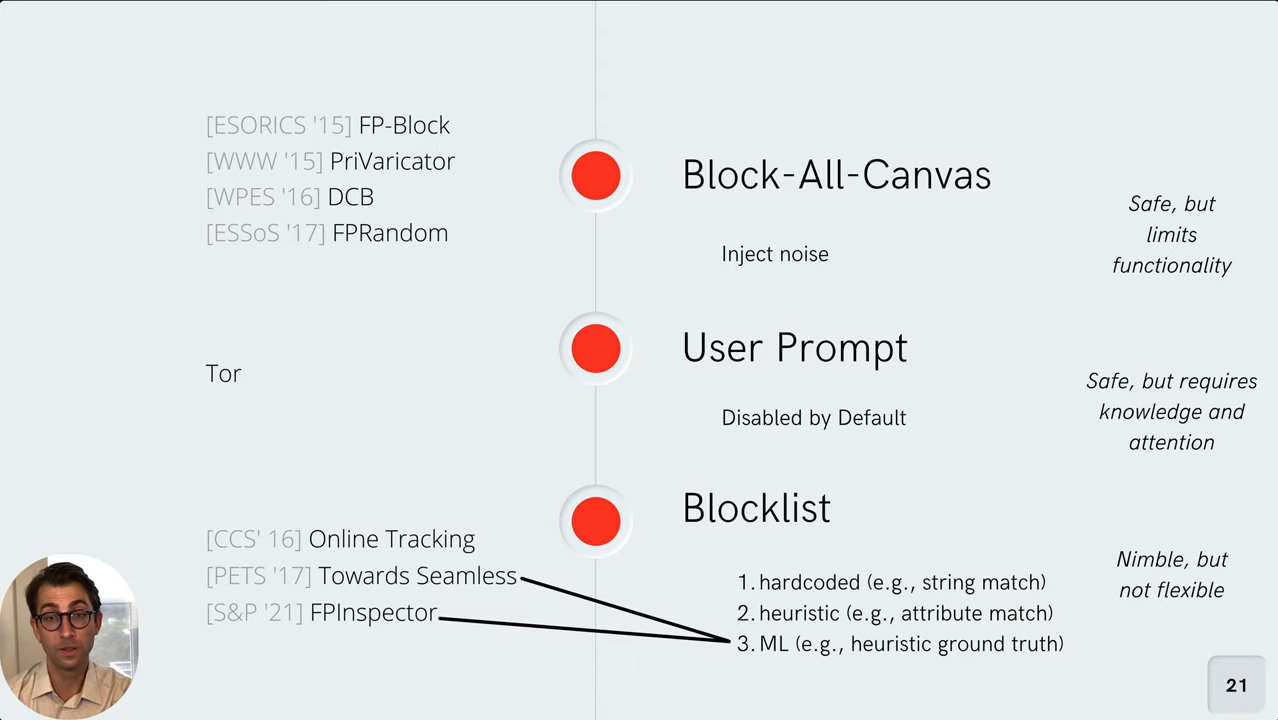 [ESORICS '15] FP-Block
[WWW '15] PriVaricator
[WPES '16] DCB
[ESSoS '17] FPRandom
Block-All-Canvas
Inject noise
Safe, but
limits
functionality
Tor
User Prompt
Disabled by Default
Safe, but requires
knowledge and
attention
[CCS' 16] Online Tracking
[PETS '17] Towards Seamless
[S&P '21] FPInspector
Blocklist
1. hardcoded (e.g., string match)
2. heuristic (e.g., attribute match)
3. ML (e.g., heuristic ground truth)
Nimble, but
not flexible
21